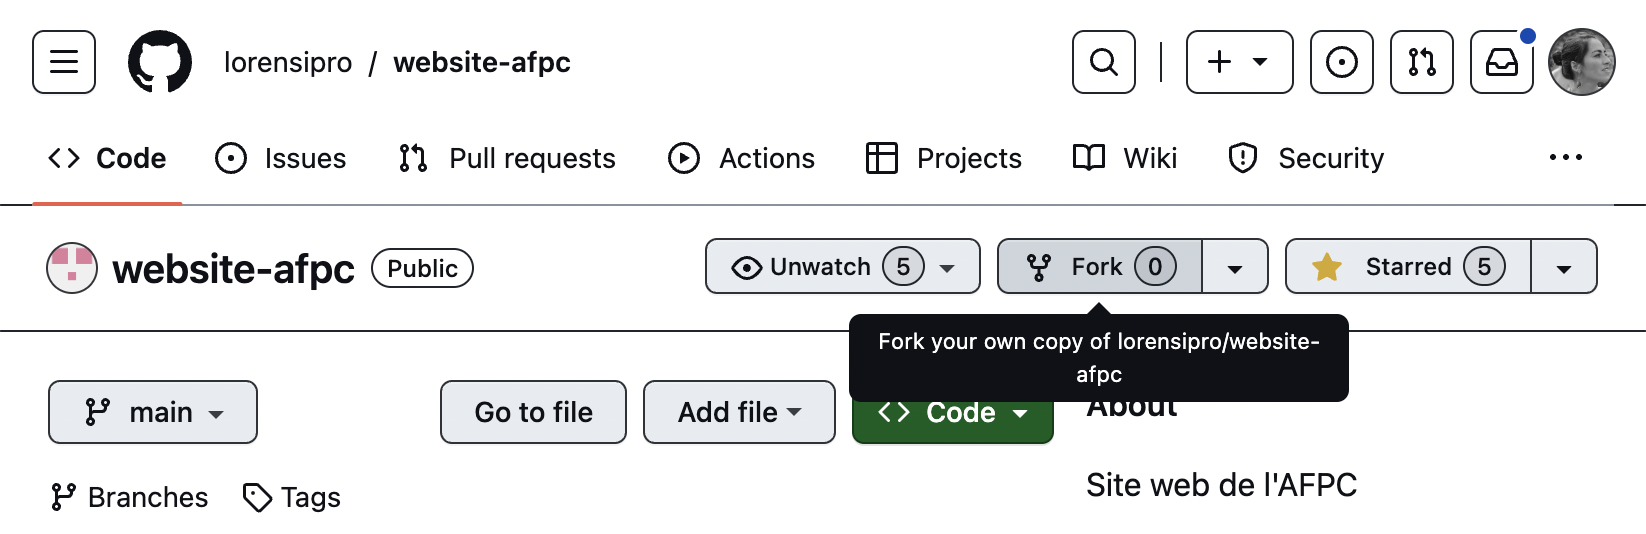 lorensipro / website-afpc
Code Issues Pull requests Actions Projects Wiki Security
website-afpc Public Unwatch 5 Fork 0 Starred 5
Fork your own copy of lorensipro/website-
afpc
main Go to file Add file Code About
Site web de l'AFPC
Branches Tags